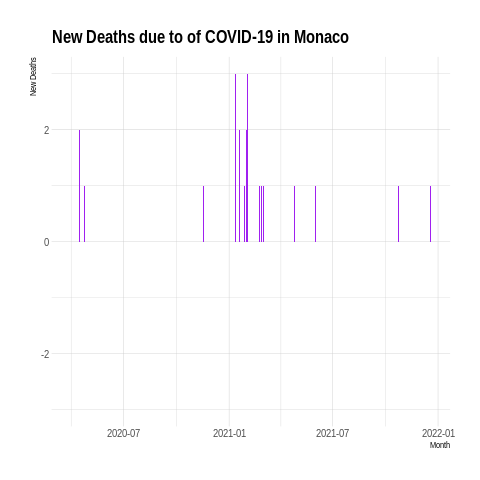 New Deaths due to of COVID-19 in Monaco
New Deaths
2
0
-2
2020-07
2021-01
2021-07
2022-01
Month